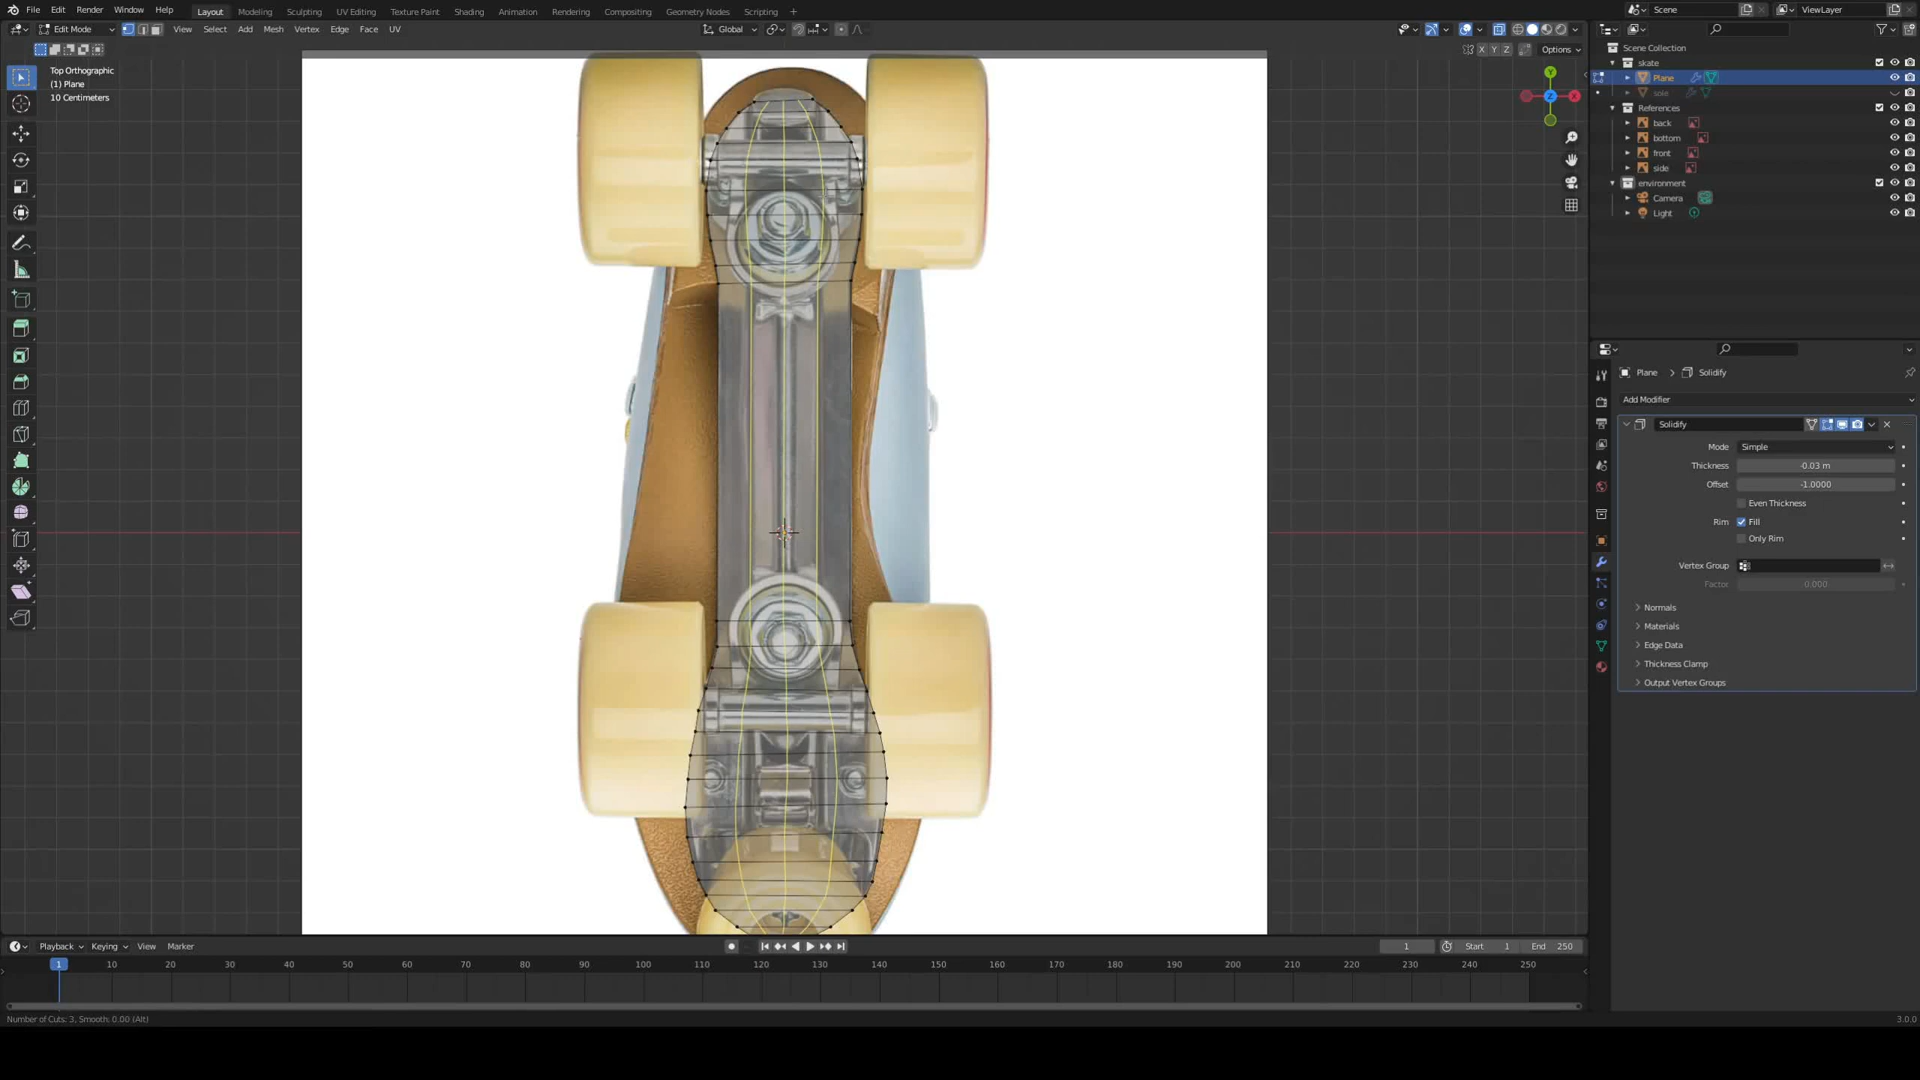 File Edit Render Window Help Layout Modeling Sculpting UV Editing Texture Paint Shading Animation Rendering Compositing Geometry Nodes Scripting + Scene ViewLayer
Edit Mode View Select Add Mesh Vertex Edge Face UV Global
X Y Z Options
Top Orthographic
(1) Plane
10 Centimeters
Y
Z X
Scene Collection
skate
Plane
sole
References
back
bottom
front
side
environment
Camera
Light
Plane > Solidify
Add Modifier
Solidify
Mode Simple
Thickness -0.03 m
Offset -1.0000
Even Thickness
Rim Fill
Only Rim
Vertex Group
Factor 0.000
Normals
Materials
Edge Data
Thickness Clamp
Output Vertex Groups
Playback Keying View Marker 1 Start 1 End 250
1 10 20 30 40 50 60 70 80 90 100 110 120 130 140 150 160 170 180 190 200 210 220 230 240 250
Number of Cuts: 3, Smooth: 0.00 (Alt) 3.0.0